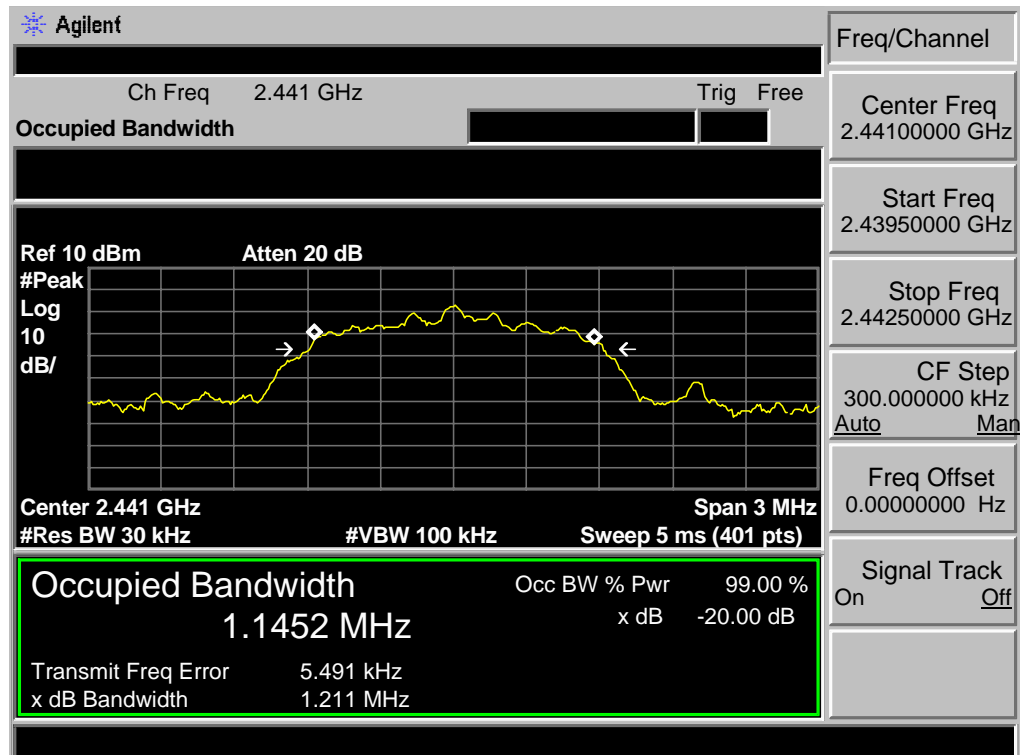 Agilent
Freq/Channel
Ch Freq 2.441 GHz Trig Free
Occupied Bandwidth
Center Freq
2.44100000 GHz
Start Freq
2.43950000 GHz
Ref 10 dBm Atten 20 dB
#Peak
Log
10
dB/
Stop Freq
2.44250000 GHz
CF Step
300.000000 kHz
Auto Man
Freq Offset
0.00000000 Hz
Center 2.441 GHz Span 3 MHz
#Res BW 30 kHz #VBW 100 kHz Sweep 5 ms (401 pts)
Signal Track
On Off
Occupied Bandwidth
1.1452 MHz
Occ BW % Pwr 99.00 %
x dB -20.00 dB
Transmit Freq Error 5.491 kHz
x dB Bandwidth 1.211 MHz